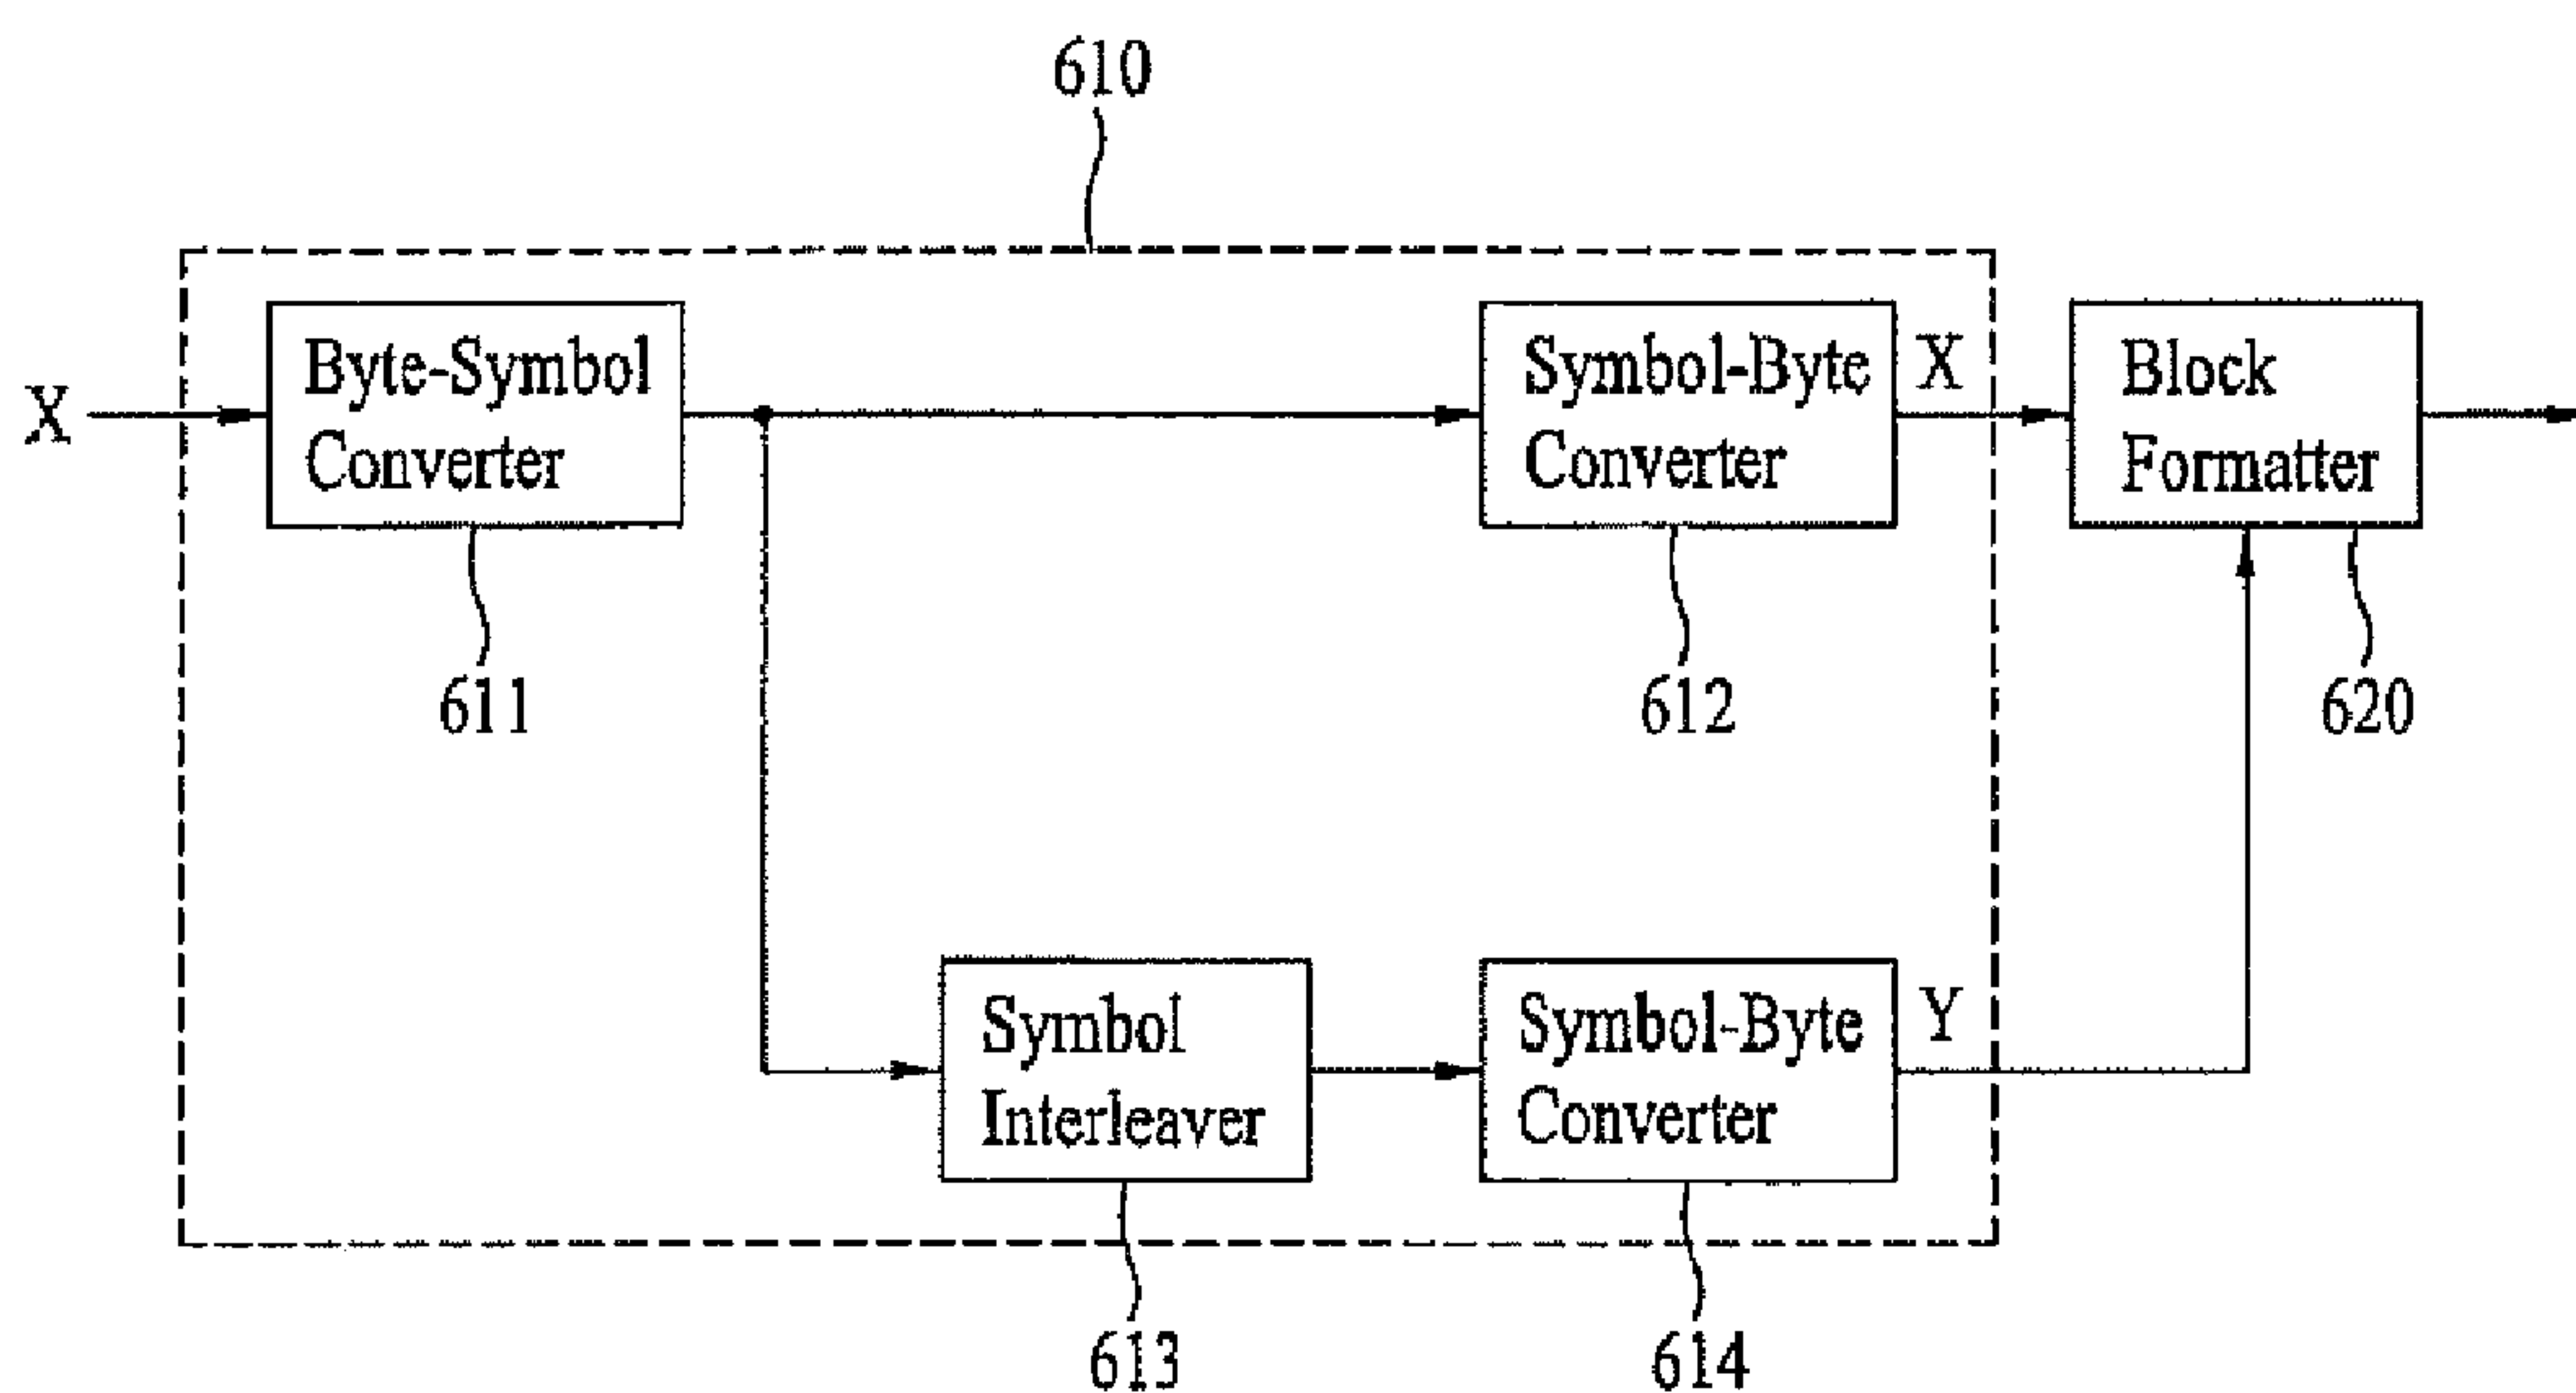 610
X
Byte-Symbol
Converter
Symbol-Byte
Converter
X
Block
Formatter
611
612
620
Symbol
Interleaver
Symbol-Byte
Converter
Y
613
614